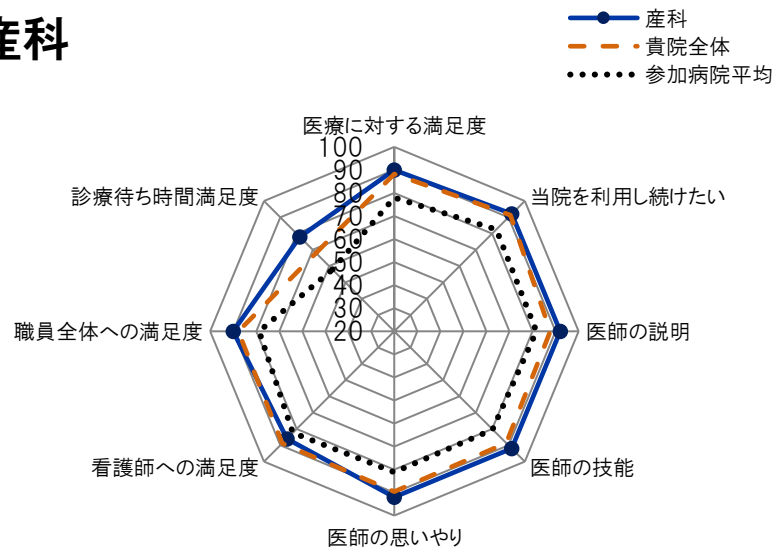 産科
産科
貴院全体
参加病院平均
医療に対する満足度
当院を利用し続けたい
医師の説明
医師の技能
医師の思いやり
看護師への満足度
職員全体への満足度
診療待ち時間満足度
100
90
80
70
60
50
40
30
20